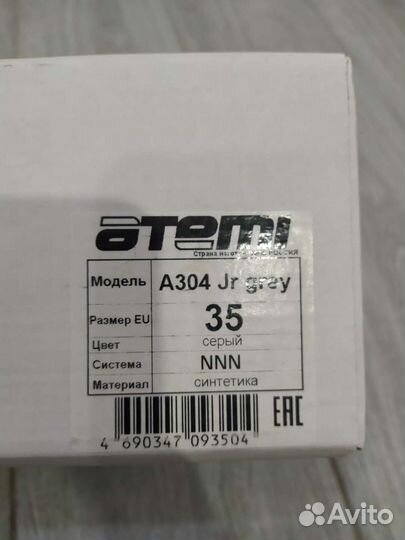 atemi
Страна изготовитель: Россия
Модель A304 Jr grey
Размер EU 35
Цвет серый
Система NNN
Материал синтетика
4 690347 093504
EAC
Avito